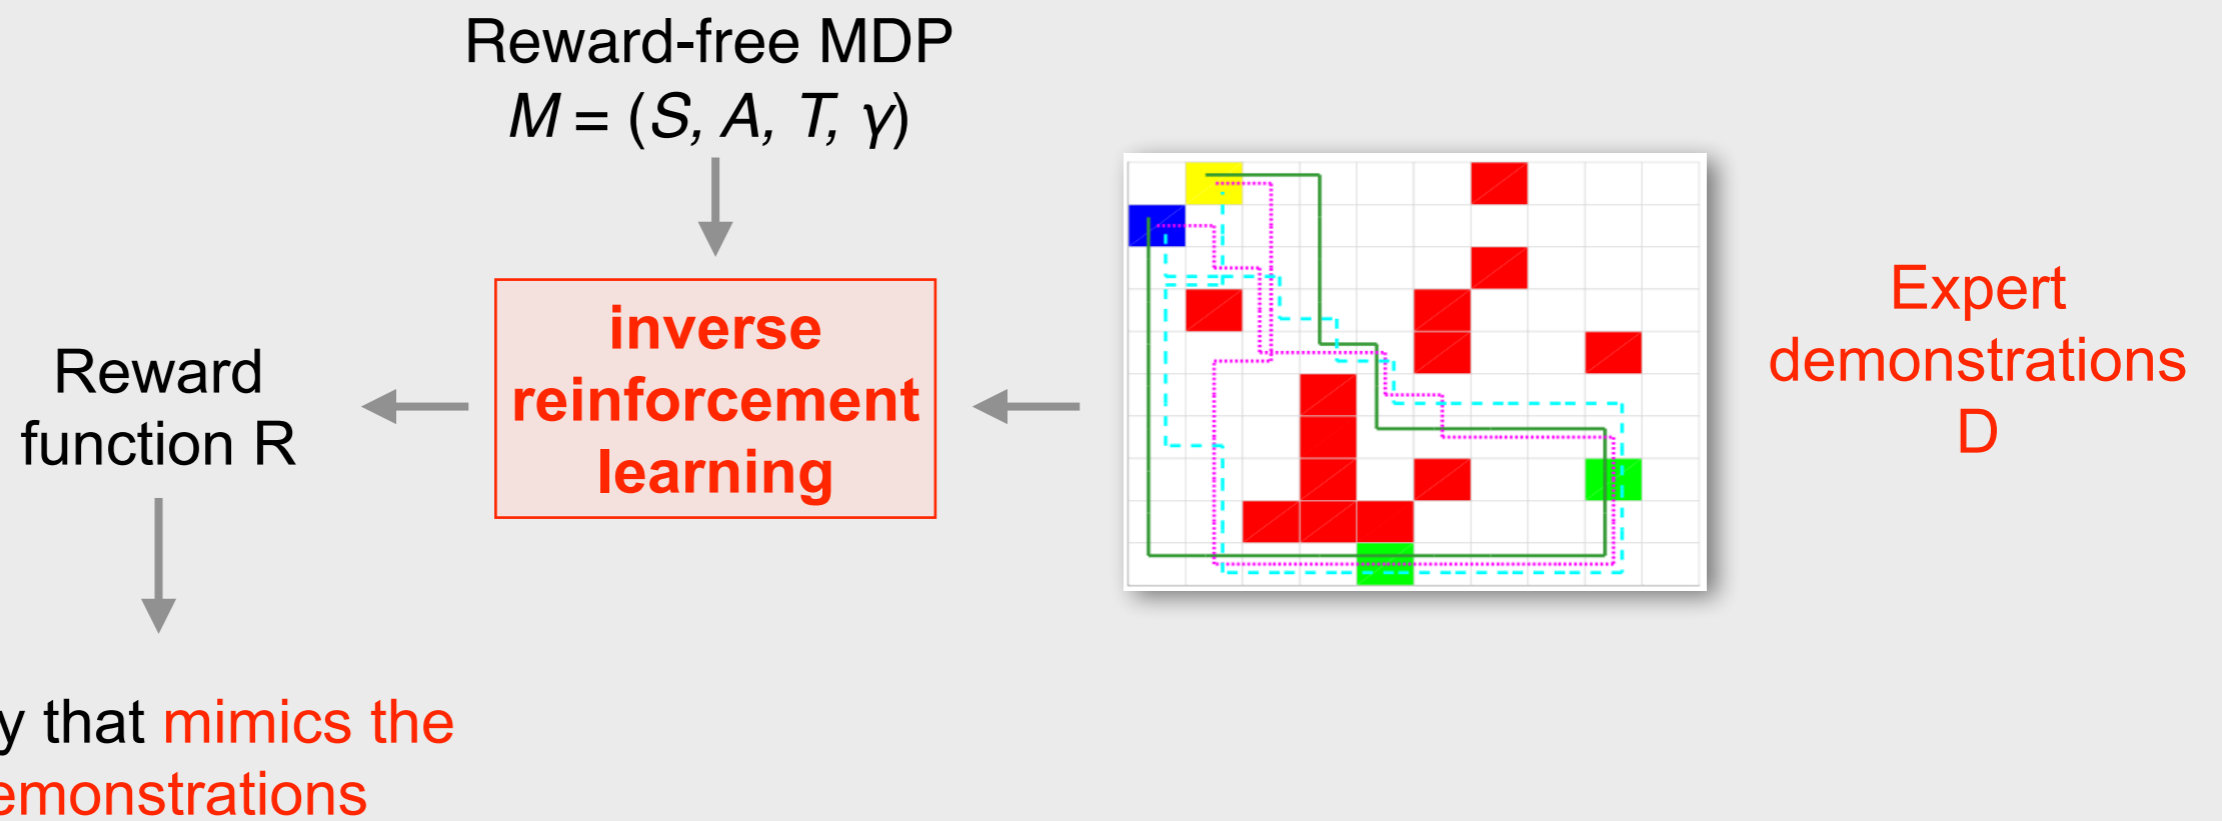 Reward-free MDP
M = (S, A, T, γ)
inverse
reinforcement
learning
Reward
function R
Expert
demonstrations
D
y that mimics the
emonstrations